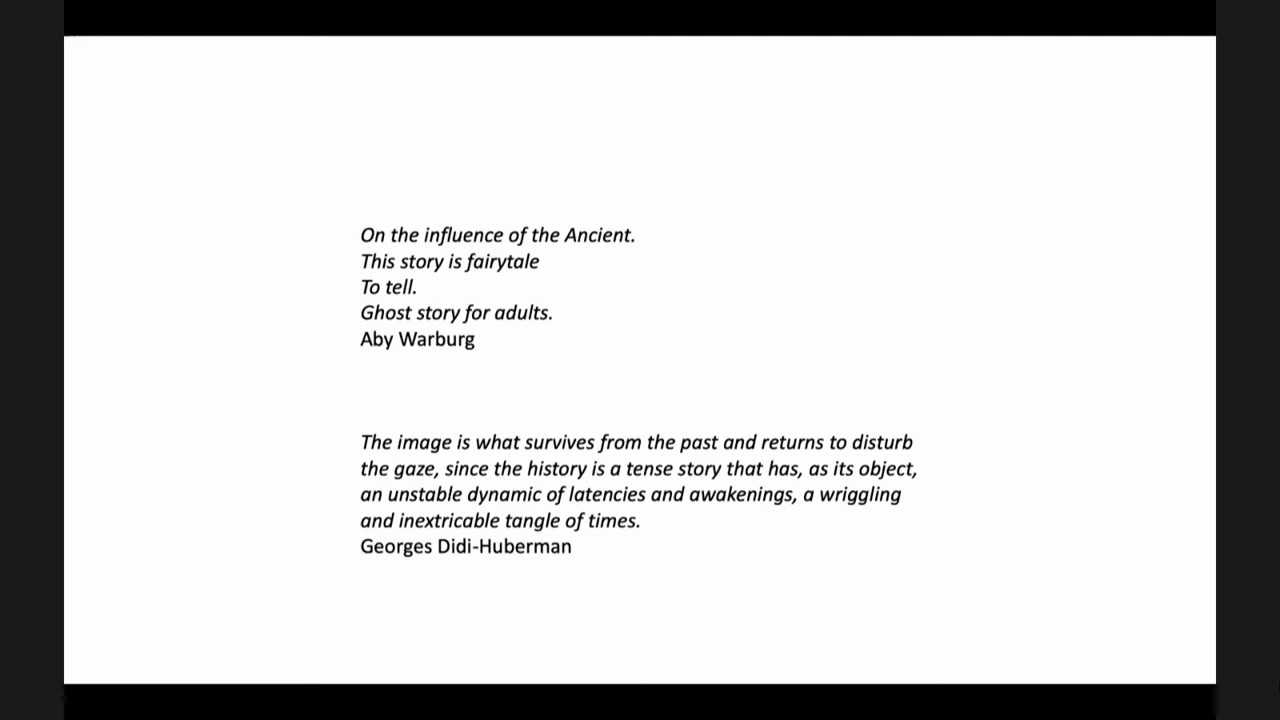 On the influence of the Ancient.
This story is fairytale
To tell.
Ghost story for adults.
Aby Warburg
The image is what survives from the past and returns to disturb
the gaze, since the history is a tense story that has, as its object,
an unstable dynamic of latencies and awakenings, a wriggling
and inextricable tangle of times.
Georges Didi-Huberman